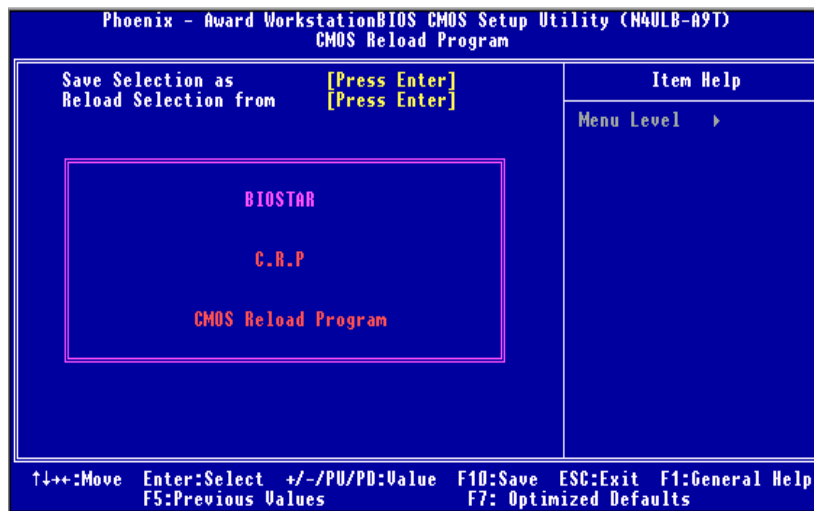 Phoenix - Award WorkstationBIOS CMOS Setup Utility (N4ULB-A9T)
CMOS Reload Program
Save Selection as [Press Enter]
Reload Selection from [Press Enter]
Item Help
Menu Level ▸
BIOSTAR
C.R.P
CMOS Reload Program
↑↓→←:Move Enter:Select +/-/PU/PD:Value F10:Save ESC:Exit F1:General Help
F5:Previous Values F7: Optimized Defaults